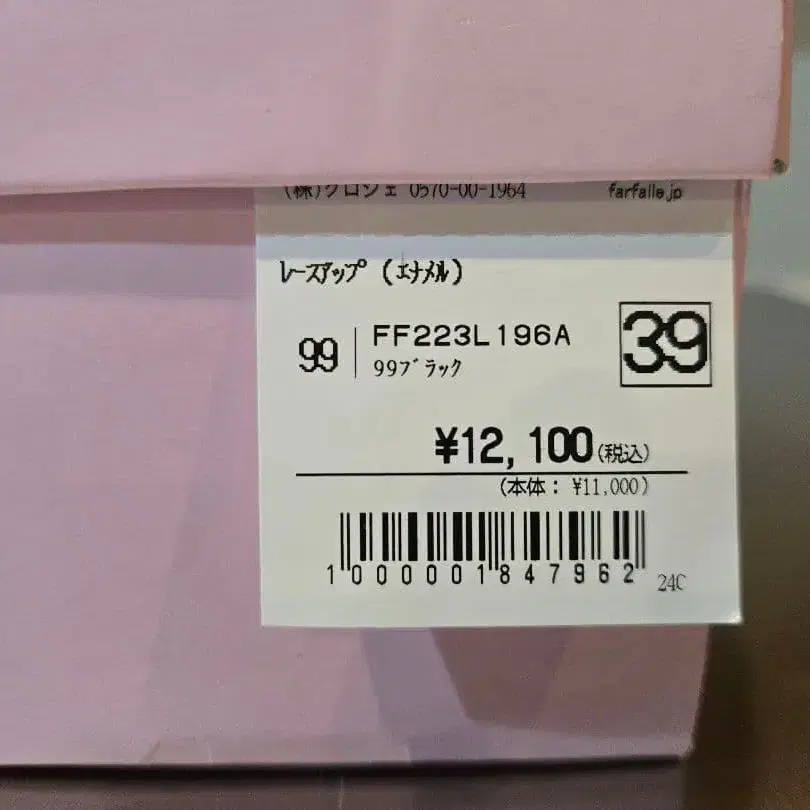 (株)クロシェ 0570-00-1964 farfalle.jp
レースアップ (エナメル)
99 FF223L196A 39
99ブラック
¥12,100(税込)
(本体: ¥11,000)
1000001847962 24C